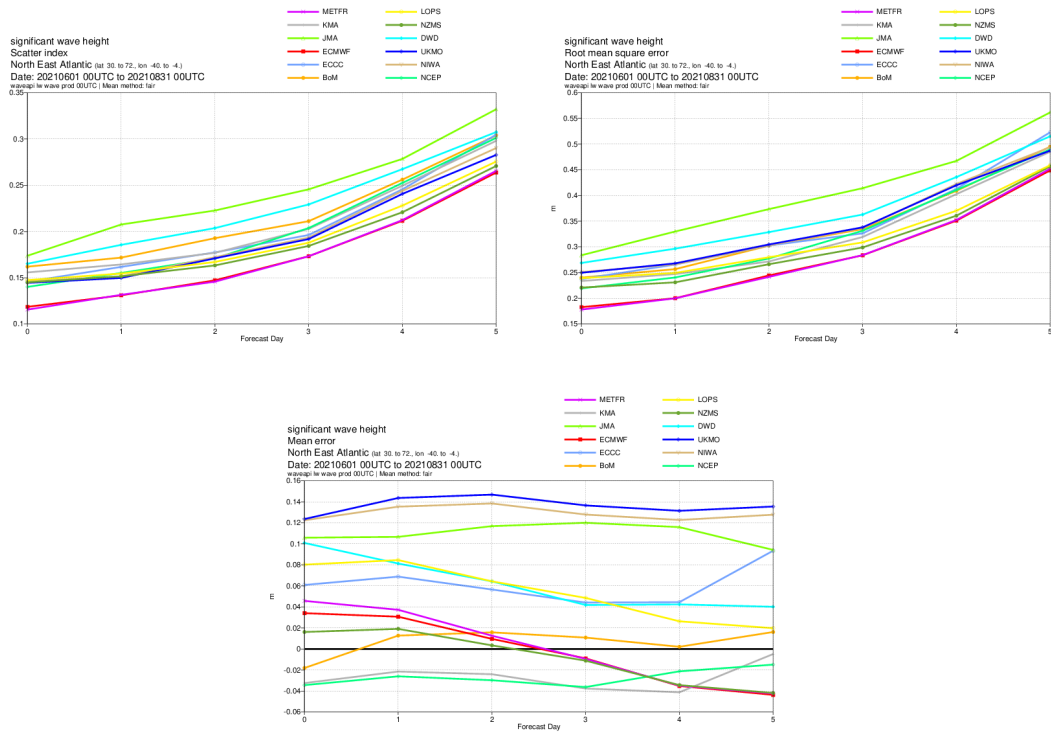 METFR LOPS
KMA NZMS
JMA DWD
ECMWF UKMO
ECCC NIWA
BoM NCEP
significant wave height
Scatter index
North East Atlantic (lat 30. to 72., lon -40. to -4.)
Date: 20210601 00UTC to 20210831 00UTC
waveapi lw wave prod 00UTC | Mean method: fair
0.35
0.3
0.25
0.2
0.15
0.1
0 1 2 3 4 5
Forecast Day
METFR LOPS
KMA NZMS
JMA DWD
ECMWF UKMO
ECCC NIWA
BoM NCEP
significant wave height
Root mean square error
North East Atlantic (lat 30. to 72., lon -40. to -4.)
Date: 20210601 00UTC to 20210831 00UTC
waveapi lw wave prod 00UTC | Mean method: fair
0.6
0.55
0.5
0.45
0.4
m
0.35
0.3
0.25
0.2
0.15
0 1 2 3 4 5
Forecast Day
METFR LOPS
KMA NZMS
JMA DWD
ECMWF UKMO
ECCC NIWA
BoM NCEP
significant wave height
Mean error
North East Atlantic (lat 30. to 72., lon -40. to -4.)
Date: 20210601 00UTC to 20210831 00UTC
waveapi lw wave prod 00UTC | Mean method: fair
0.16
0.14
0.12
0.1
0.08
0.06
m
0.04
0.02
0
-0.02
-0.04
-0.06
0 1 2 3 4 5
Forecast Day